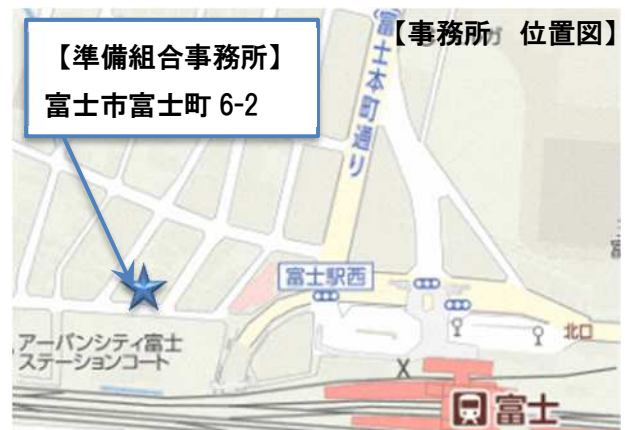 【事務所　位置図】
【準備組合事務所】
富士市富士町 6-2
富士本町通り
富士駅西
北口
アーバンシティ富士
ステーションコート
富士